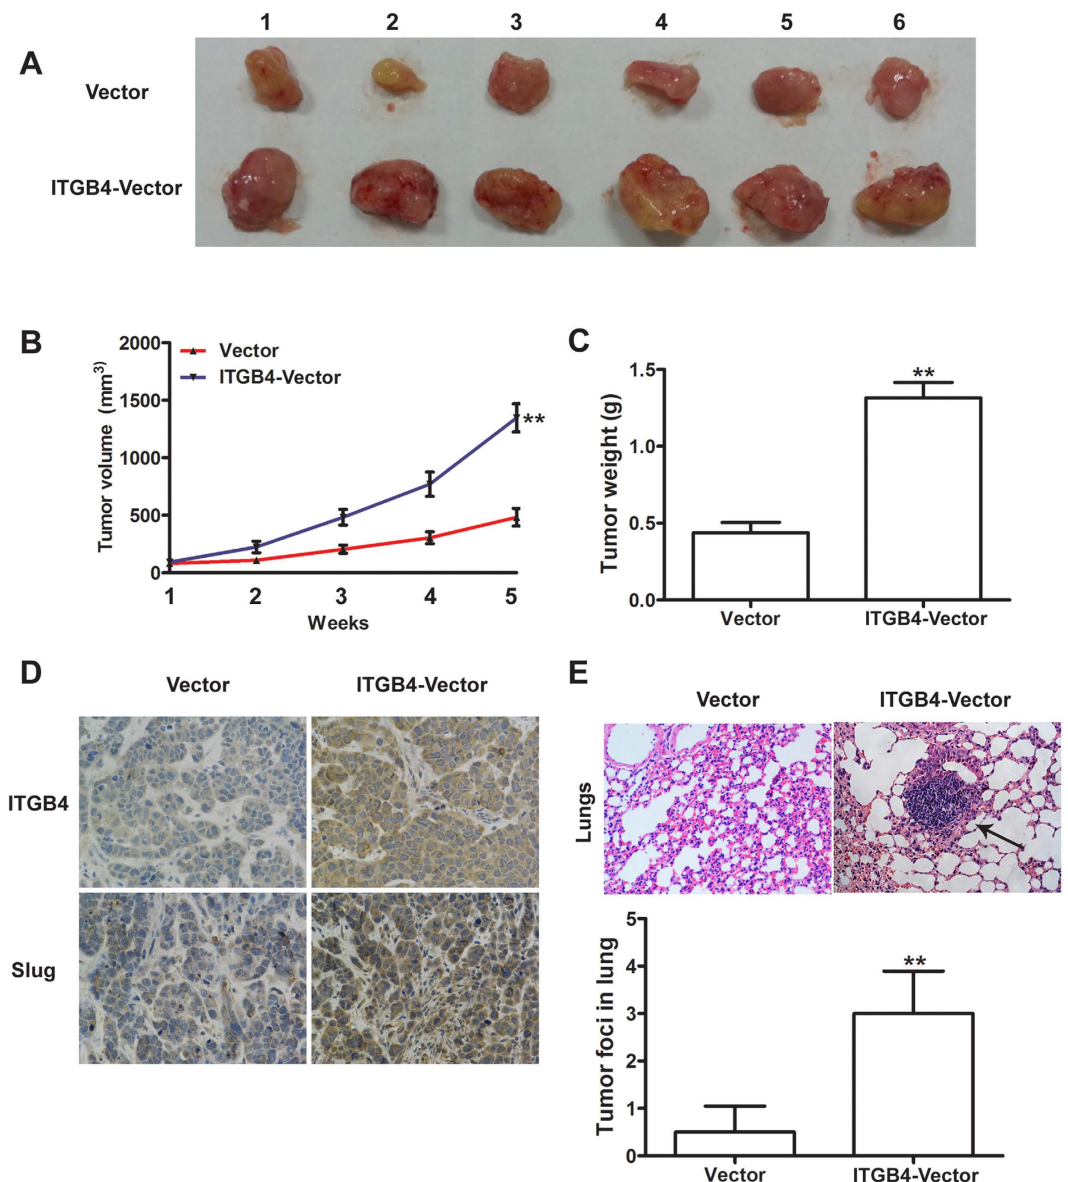 1 2 3 4 5 6
A
Vector
ITGB4-Vector
B
2000
1500
1000
500
0
Tumor volume (mm3)
Vector
ITGB4-Vector
**
1 2 3 4 5
Weeks
C
1.5
1.0
0.5
0.0
Tumor weight (g)
**
Vector ITGB4-Vector
D
Vector ITGB4-Vector
ITGB4
Slug
E
Vector ITGB4-Vector
Lungs
5
4
3
2
1
0
Tumor foci in lung
**
Vector ITGB4-Vector